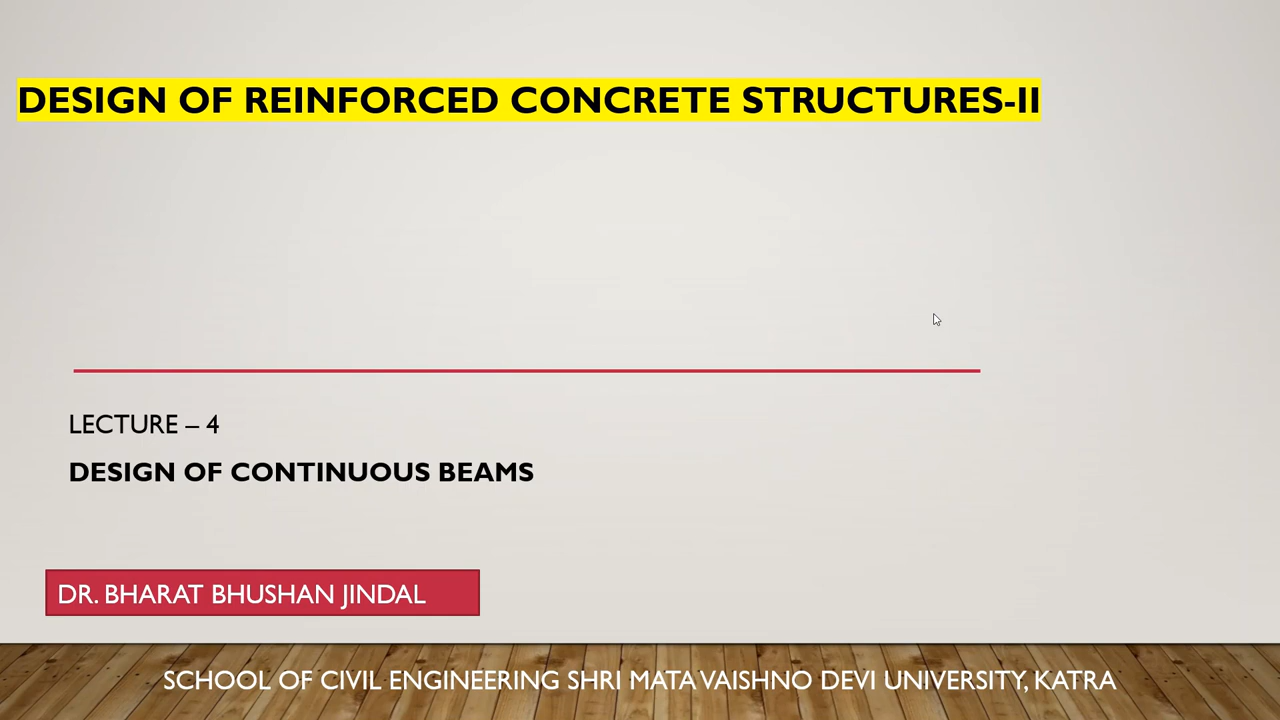 DESIGN OF REINFORCED CONCRETE STRUCTURES-II
LECTURE – 4
DESIGN OF CONTINUOUS BEAMS
DR. BHARAT BHUSHAN JINDAL
SCHOOL OF CIVIL ENGINEERING SHRI MATA VAISHNO DEVI UNIVERSITY, KATRA